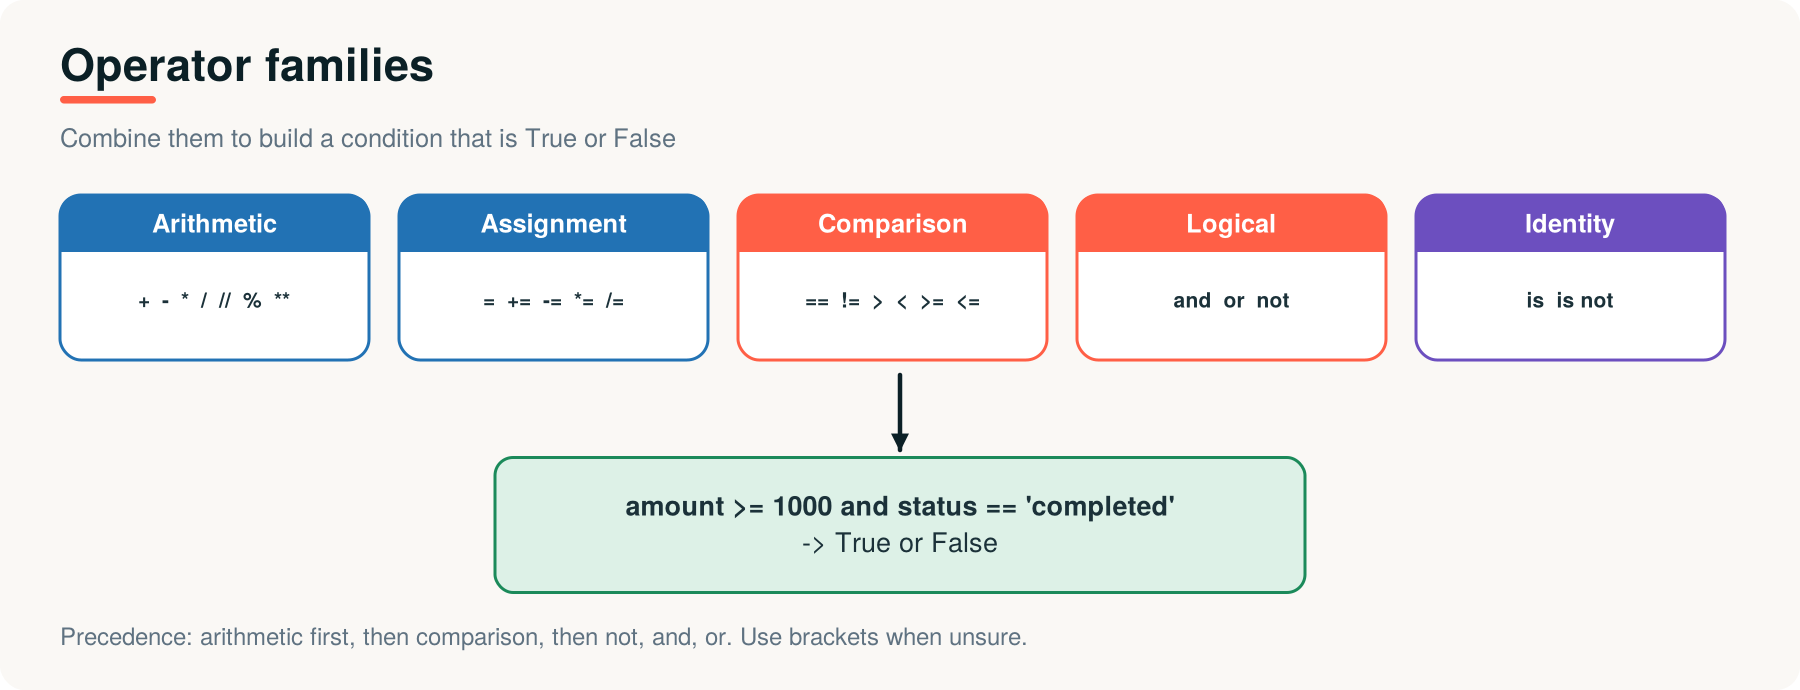 Operator families
Combine them to build a condition that is True or False
Arithmetic
+ - * / // % **
Assignment
= += -= *= /=
Comparison
== != > < >= <=
Logical
and or not
Identity
is is not
amount >= 1000 and status == 'completed'
-> True or False
Precedence: arithmetic first, then comparison, then not, and, or. Use brackets when unsure.